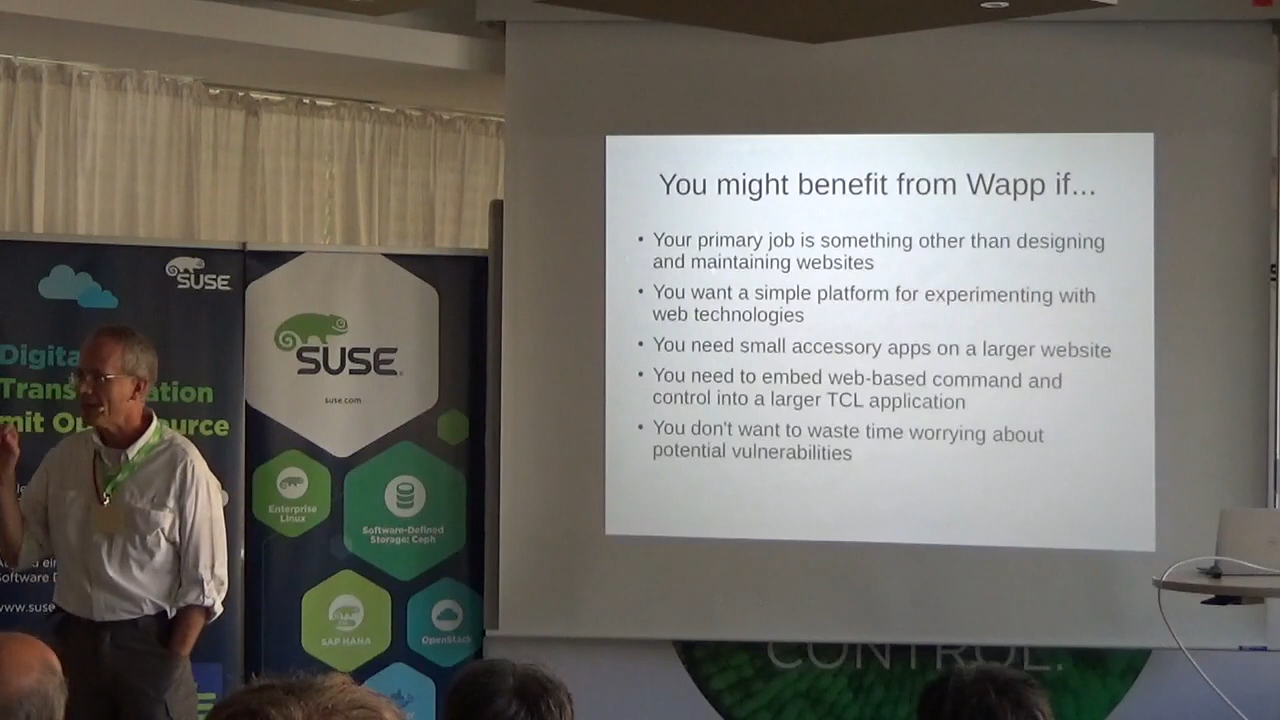 You might benefit from Wapp if...
• Your primary job is something other than designing
and maintaining websites
• You want a simple platform for experimenting with
web technologies
• You need small accessory apps on a larger website
• You need to embed web-based command and
control into a larger TCL application
• You don't want to waste time worrying about
potential vulnerabilities
SUSE
Digita
Trans ation
mit Op urce
Software
www.suse
SUSE
suse.com
Enterprise
Linux
Software-Defined
Storage: Ceph
SAP HANA
OpenStack
CONTROL.